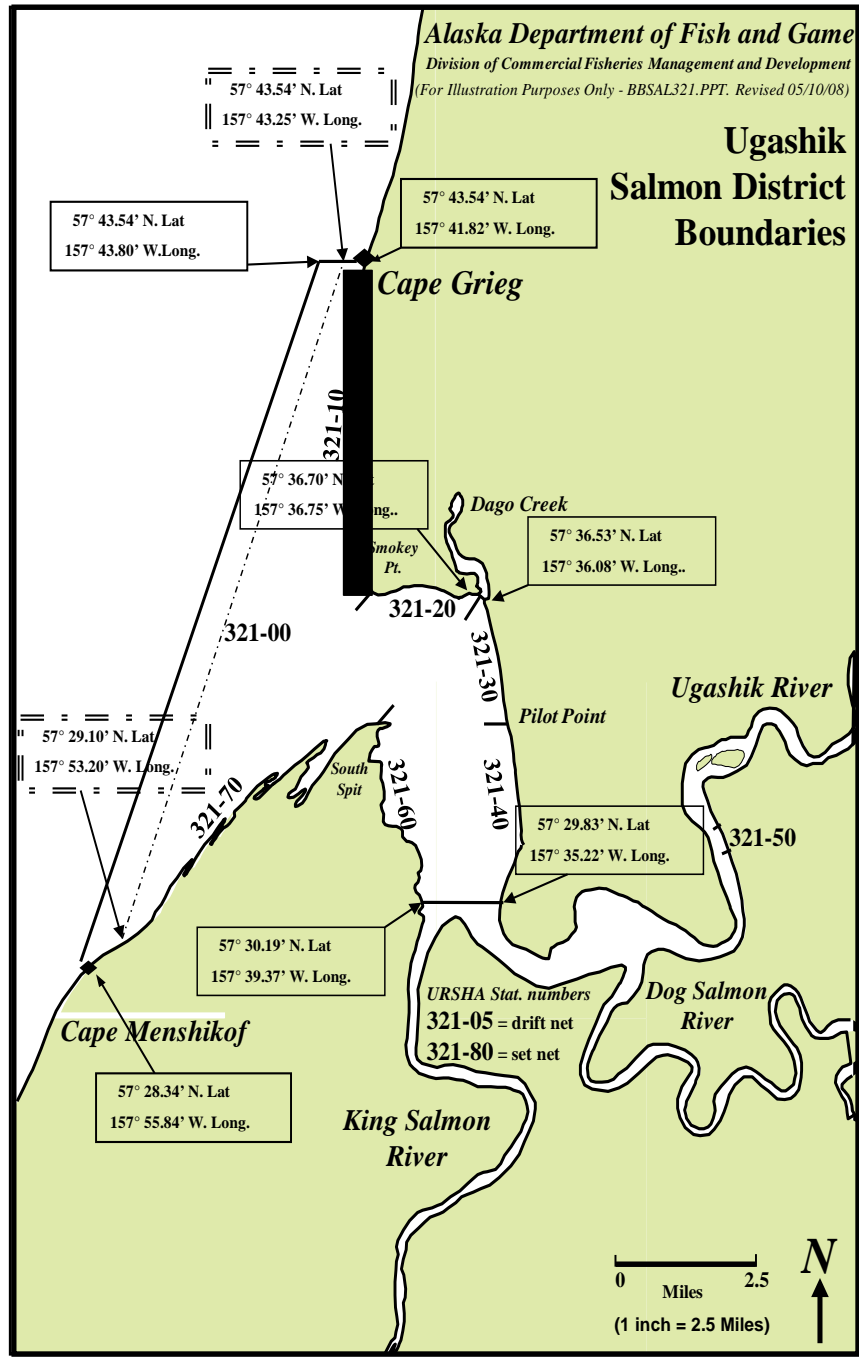 Alaska Department of Fish and Game
Division of Commercial Fisheries Management and Development
(For Illustration Purposes Only - BBSAL321.PPT. Revised 05/10/08)
Ugashik
Salmon District
Boundaries
57° 43.54’ N. Lat
157° 43.25’ W. Long.
57° 43.54’ N. Lat
157° 41.82’ W. Long.
57° 43.54’ N. Lat
157° 43.80’ W.Long.
Cape Grieg
321-10
57° 36.70’ N.
157° 36.75’ W. ong..
Dago Creek
57° 36.53’ N. Lat
157° 36.08’ W. Long..
Smokey
Pt.
321-20
321-00
321-30
Ugashik River
Pilot Point
57° 29.10’ N. Lat
157° 53.20’ W. Long.
South
Spit
321-60
321-40
321-70
57° 29.83’ N. Lat
157° 35.22’ W. Long.
321-50
57° 30.19’ N. Lat
157° 39.37’ W. Long.
URSHA Stat. numbers
321-05 = drift net
321-80 = set net
Dog Salmon
River
Cape Menshikof
57° 28.34’ N. Lat
157° 55.84’ W. Long.
King Salmon
River
N
0 2.5
Miles
(1 inch = 2.5 Miles)